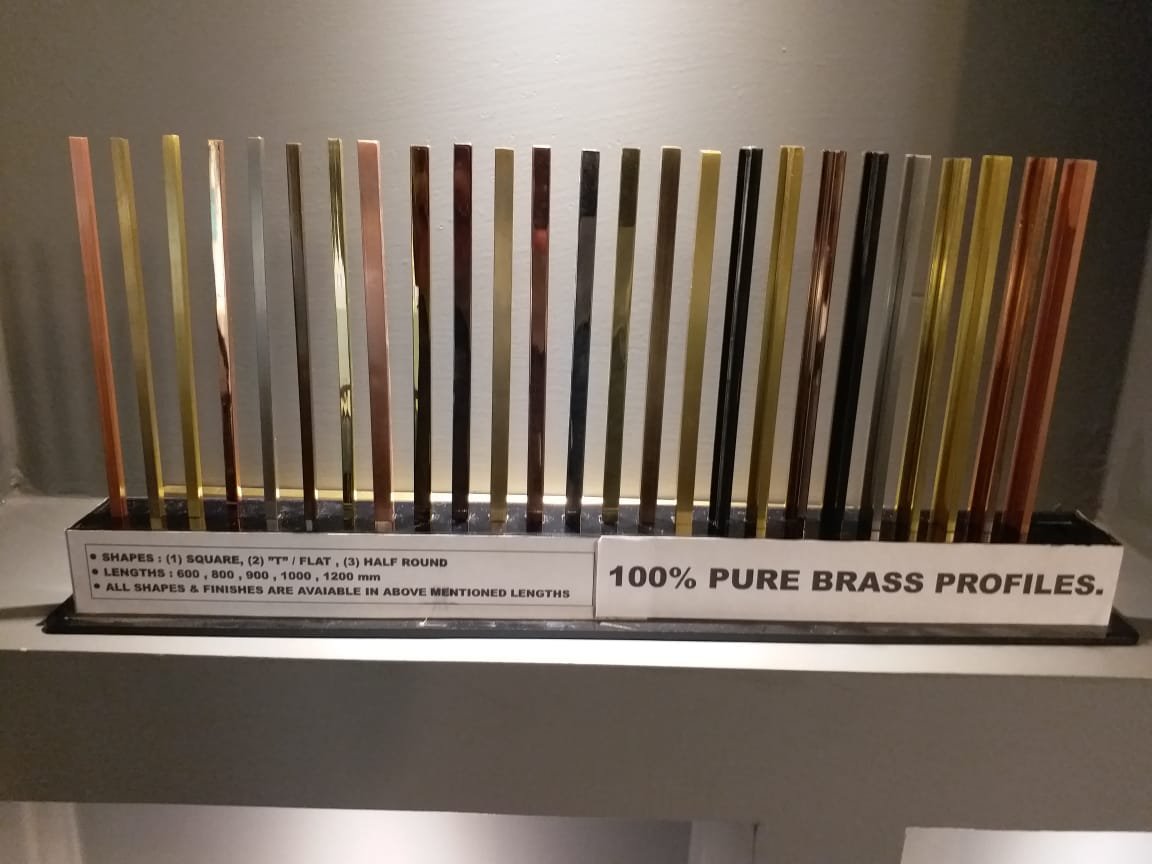 • SHAPES : (1) SQUARE, (2) "T" / FLAT , (3) HALF ROUND
• LENGTHS : 600 , 800 , 900 , 1000 , 1200 mm
• ALL SHAPES & FINISHES ARE AVAIABLE IN ABOVE MENTIONED LENGTHS
100% PURE BRASS PROFILES.